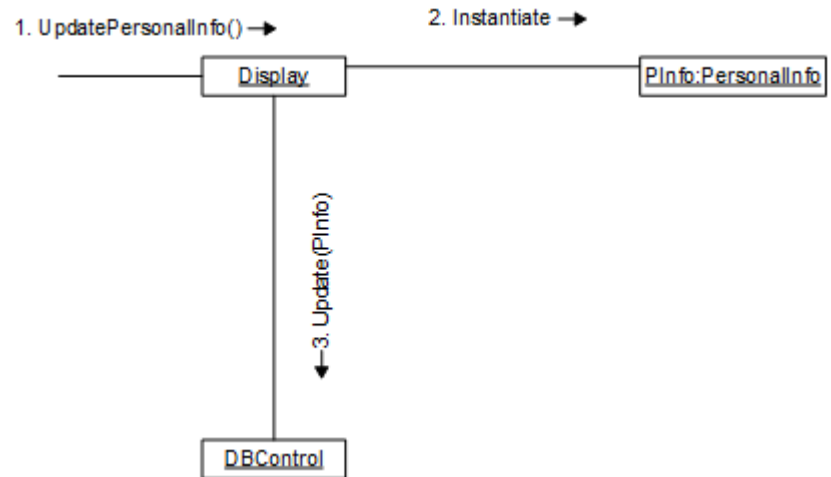 2. Instantiate
1. UpdatePersonalInfo()
Display
PInfo:PersonalInfo
3. Update(PInfo)
DBControl